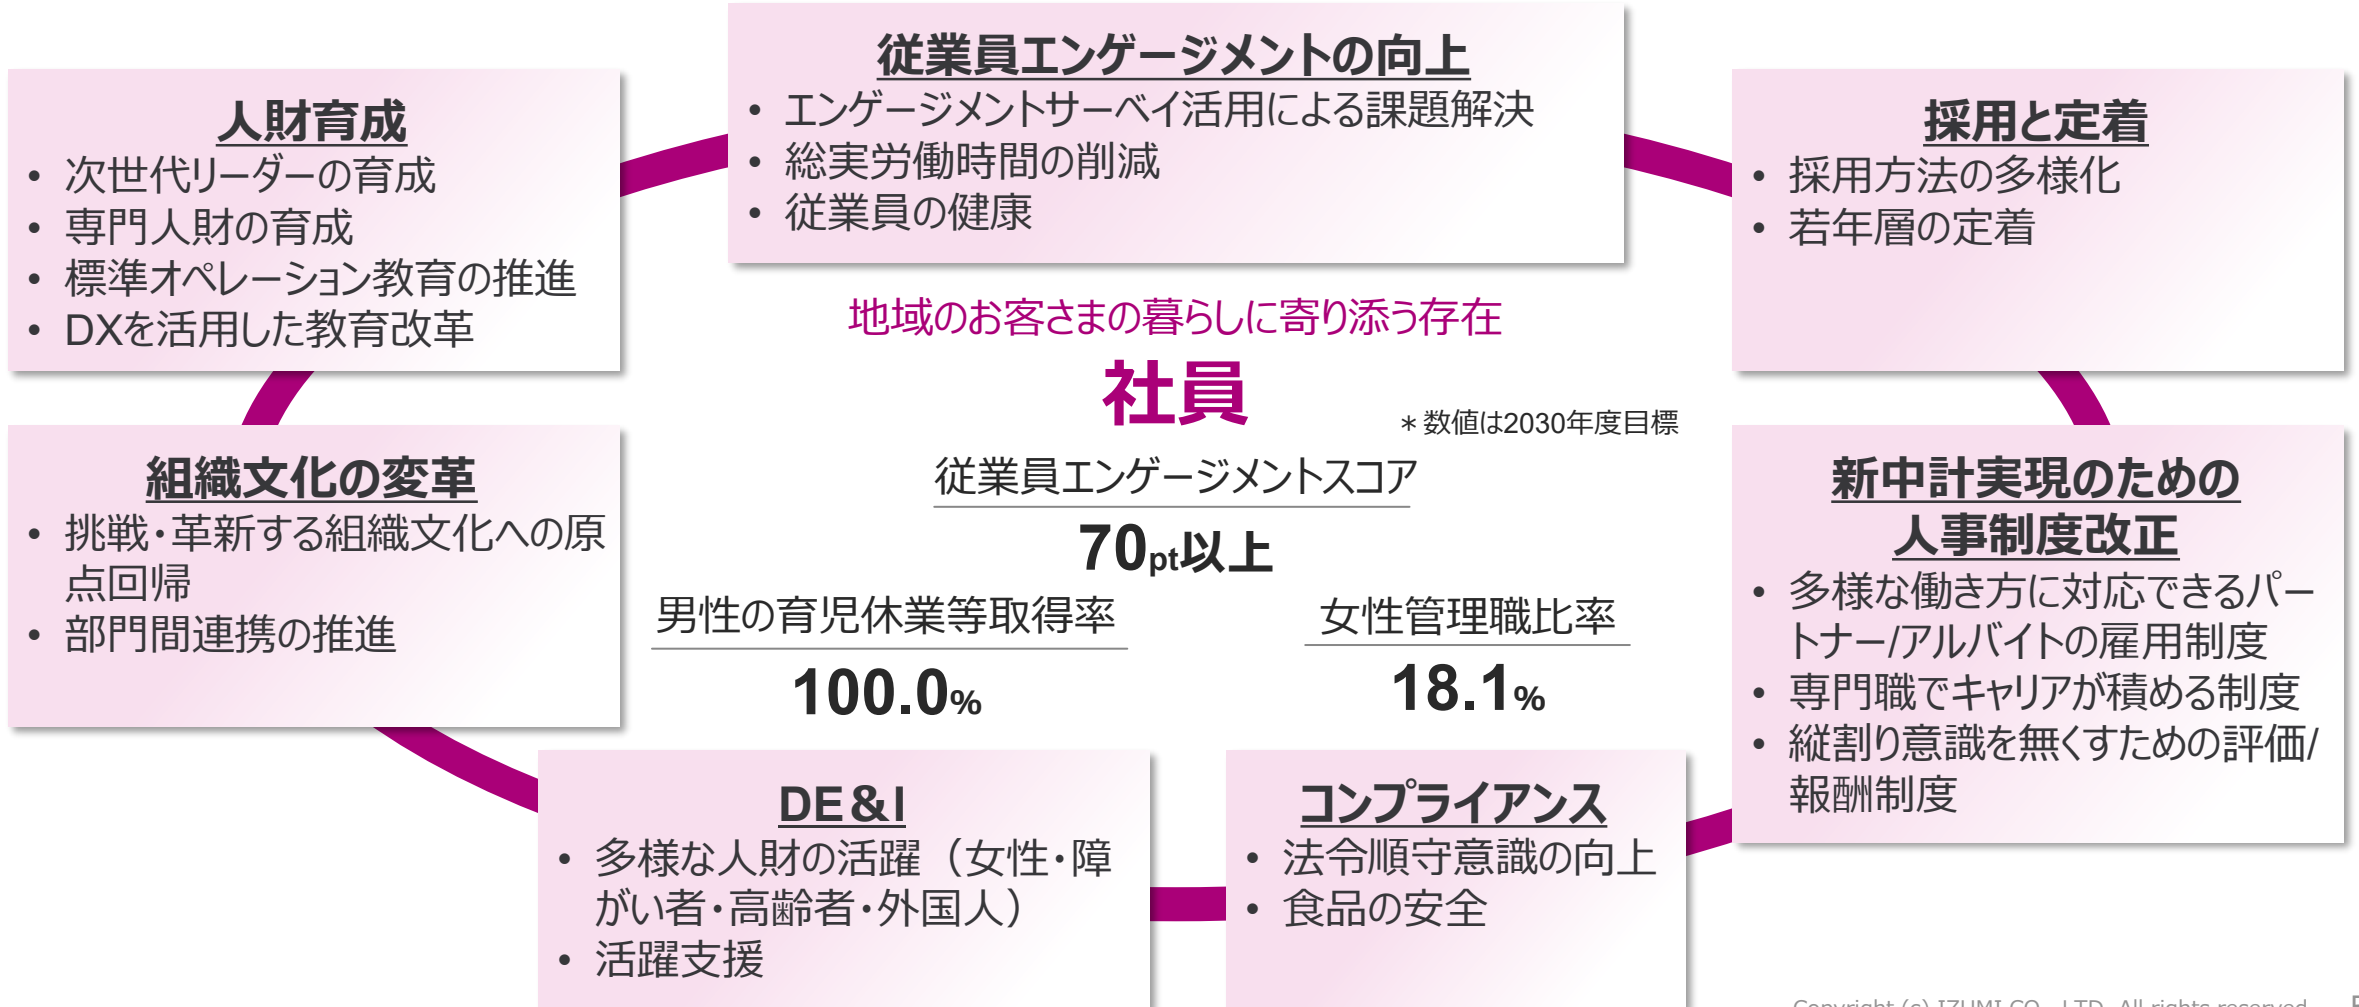 従業員エンゲージメントの向上
• エンゲージメントサーベイ活用による課題解決
• 総実労働時間の削減
• 従業員の健康
人財育成
• 次世代リーダーの育成
• 専門人財の育成
• 標準オペレーション教育の推進
• DXを活用した教育改革
採用と定着
• 採用方法の多様化
• 若年層の定着
地域のお客さまの暮らしに寄り添う存在
社員
＊数値は2030年度目標
従業員エンゲージメントスコア
70pt以上
男性の育児休業等取得率
100.0%
女性管理職比率
18.1%
組織文化の変革
• 挑戦・革新する組織文化への原
点回帰
• 部門間連携の推進
新中計実現のための
人事制度改正
• 多様な働き方に対応できるパー
トナー/アルバイトの雇用制度
• 専門職でキャリアが積める制度
• 縦割り意識を無くすための評価/
報酬制度
DE＆I
• 多様な人財の活躍（女性・障
がい者・高齢者・外国人）
• 活躍支援
コンプライアンス
• 法令順守意識の向上
• 食品の安全
Copyright (c) IZUMI CO., LTD. All rights reserved.